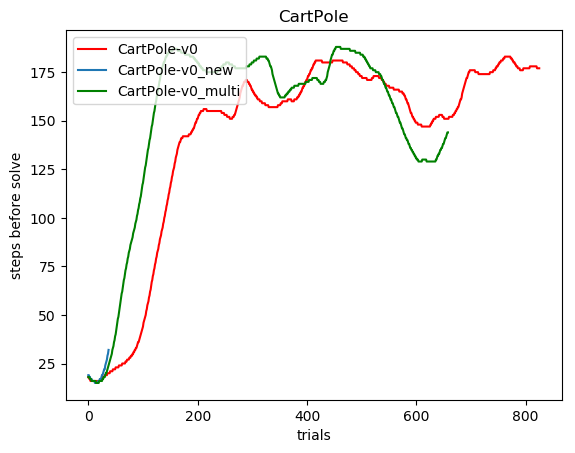 CartPole
CartPole-v0
CartPole-v0_new
CartPole-v0_multi
175
150
125
100
75
50
25
steps before solve
0 200 400 600 800
trials